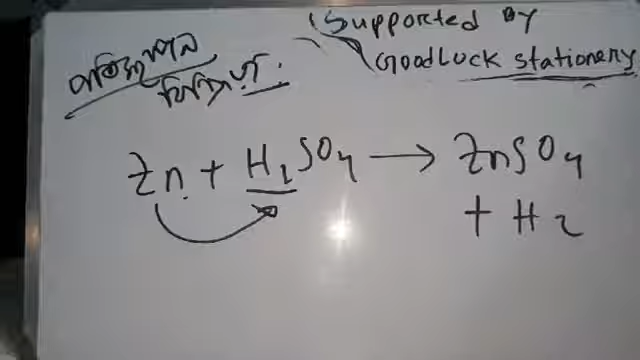 প্রতিস্থাপন
বিক্রিয়া:
Supported By
GoodLuck stationery
Zn + H₂SO₄ → ZnSO₄
+ H₂